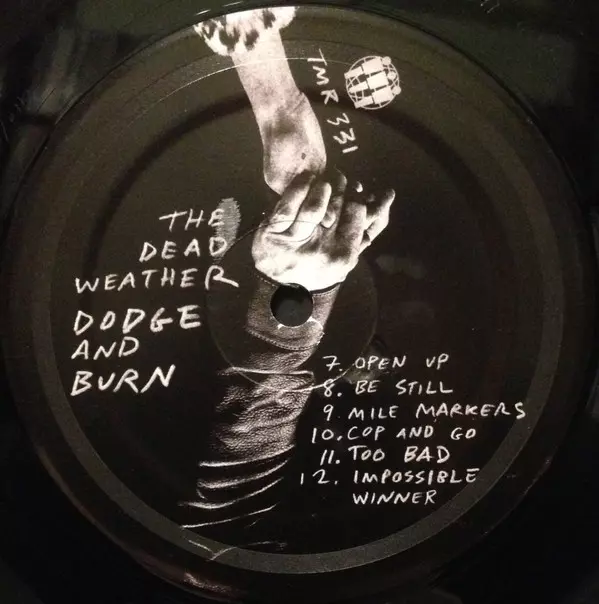 TMR 331
THE
DEAD
WEATHER
DODGE
AND
BURN
7. OPEN UP
8. BE STILL
9. MILE MARKERS
10. COP AND GO
11. TOO BAD
12. IMPOSSIBLE
WINNER